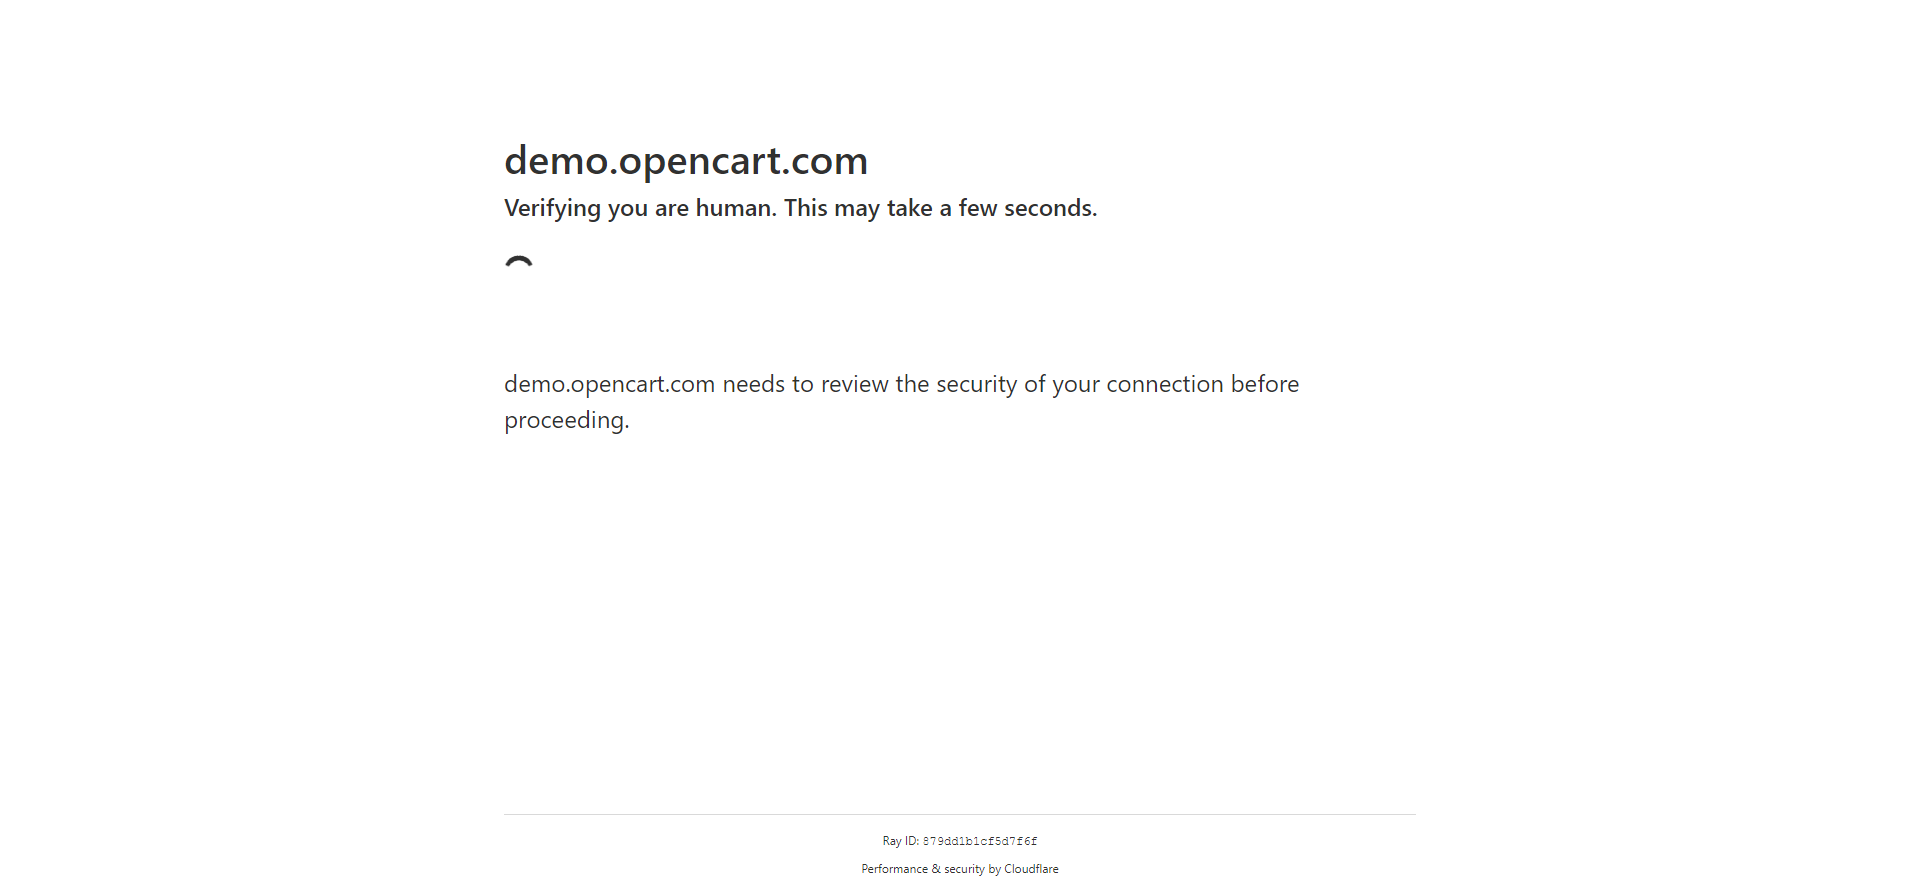 demo.opencart.com
Verifying you are human. This may take a few seconds.
demo.opencart.com needs to review the security of your connection before
proceeding.
Ray ID: 879dd1b1cf5d7f6f
Performance & security by Cloudflare